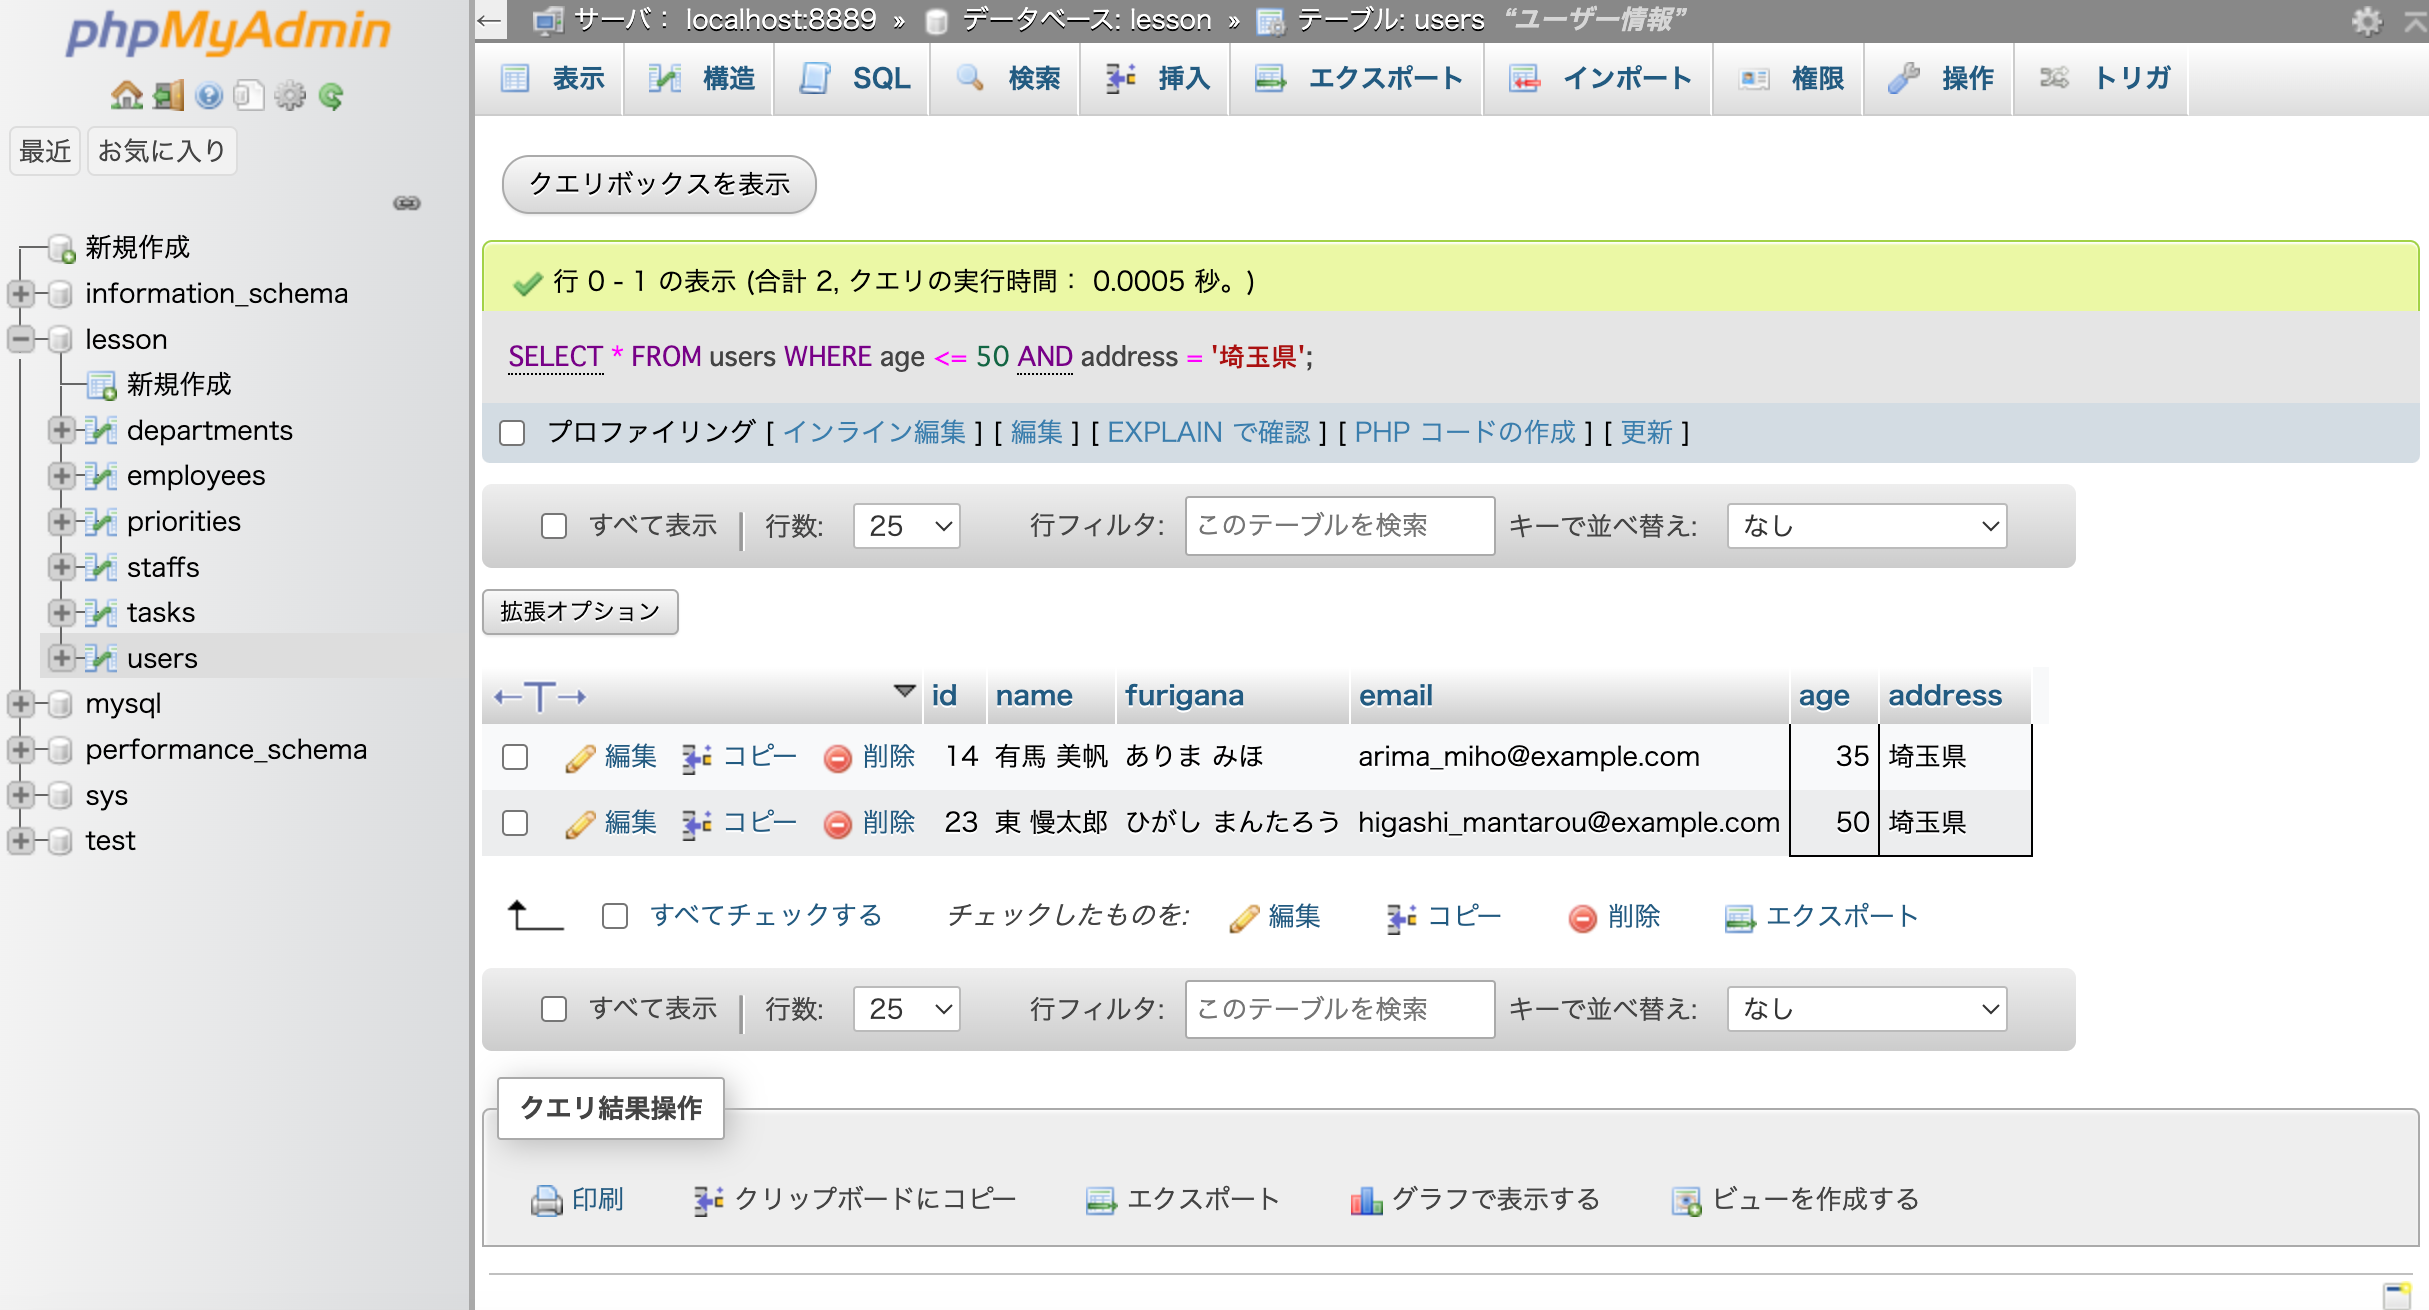 phpMyAdmin
最近 お気に入り
新規作成
information_schema
lesson
新規作成
departments
employees
priorities
staffs
tasks
users
mysql
performance_schema
sys
test
サーバ： localhost:8889 » データベース: lesson » テーブル: users “ユーザー情報”
表示 構造 SQL 検索 挿入 エクスポート インポート 権限 操作 トリガ
クエリボックスを表示
行 0 - 1 の表示 (合計 2, クエリの実行時間： 0.0005 秒。)
SELECT * FROM users WHERE age <= 50 AND address = '埼玉県';
プロファイリング [ インライン編集 ] [ 編集 ] [ EXPLAIN で確認 ] [ PHP コードの作成 ] [ 更新 ]
すべて表示 | 行数: 25 行フィルタ: このテーブルを検索 キーで並べ替え: なし
拡張オプション
←T→ id name furigana email age address
編集 コピー 削除 14 有馬 美帆 ありま みほ arima_miho@example.com 35 埼玉県
編集 コピー 削除 23 東 慢太郎 ひがし まんたろう higashi_mantarou@example.com 50 埼玉県
すべてチェックする チェックしたものを: 編集 コピー 削除 エクスポート
すべて表示 | 行数: 25 行フィルタ: このテーブルを検索 キーで並べ替え: なし
クエリ結果操作
印刷 クリップボードにコピー エクスポート グラフで表示する ビューを作成する